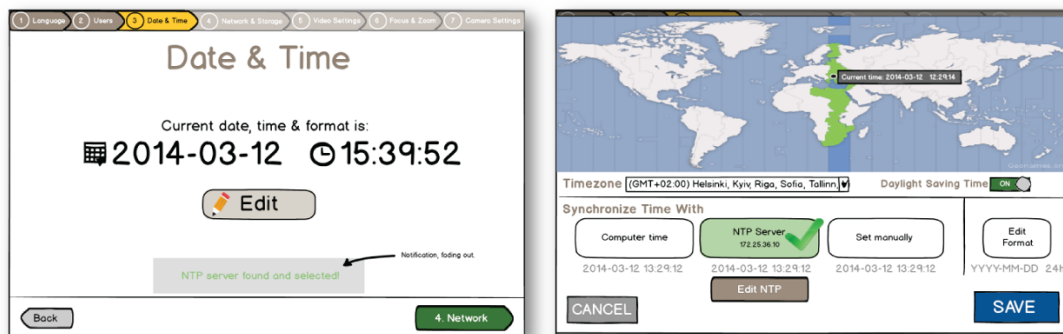 1 Language 2 Users 3 Date & Time 4 Network & Storage 5 Video Settings 6 Focus & Zoom 7 Camera Settings
Date & Time
Current date, time & format is:
2014-03-12 15:39:52
Edit
Notification, fading out.
NTP server found and selected!
Back
4. Network
Current time: 2014-03-12 12:29:14
Timezone (GMT+02:00) Helsinki, Kyiv, Riga, Sofia, Tallinn,
Daylight Saving Time ON
Synchronize Time With
Computer time
NTP Server
172.25.36.10
Set manually
Edit
Format
2014-03-12 13:29:12
2014-03-12 13:29:12
2014-03-12 13:29:12
YYYY-MM-DD 24h
Edit NTP
CANCEL
SAVE